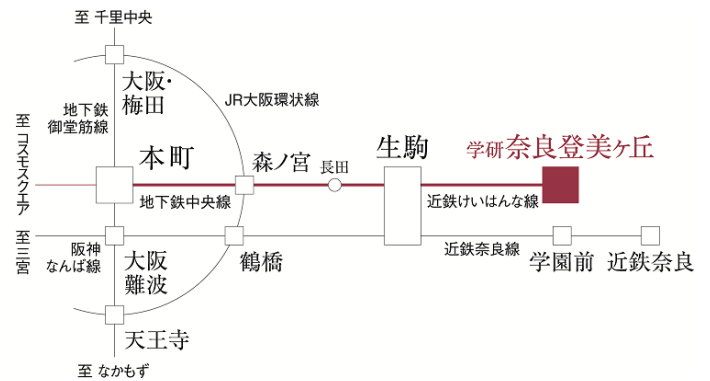 至 千里中央
大阪・
梅田
地下鉄
御堂筋線
JR大阪環状線
至 コスモスクエア
本町
森ノ宮
長田
生駒
学研奈良登美ヶ丘
地下鉄中央線
近鉄けいはんな線
至三宮
阪神
なんば線
大阪
難波
鶴橋
近鉄奈良線
学園前
近鉄奈良
天王寺
至 なかもず